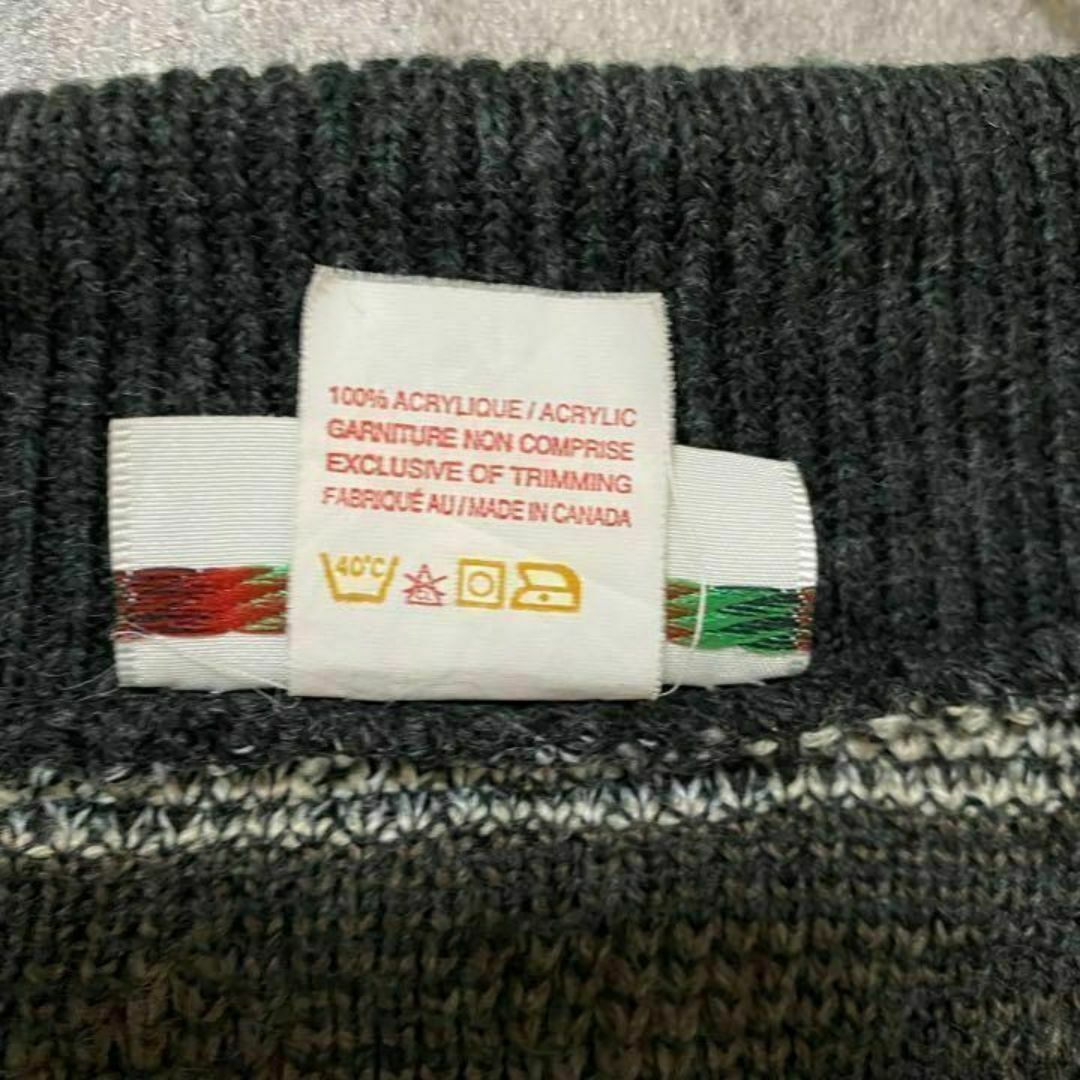 100% ACRYLIQUE / ACRYLIC
GARNITURE NON COMPRISE
EXCLUSIVE OF TRIMMING
FABRIQUÉ AU / MADE IN CANADA
40°C